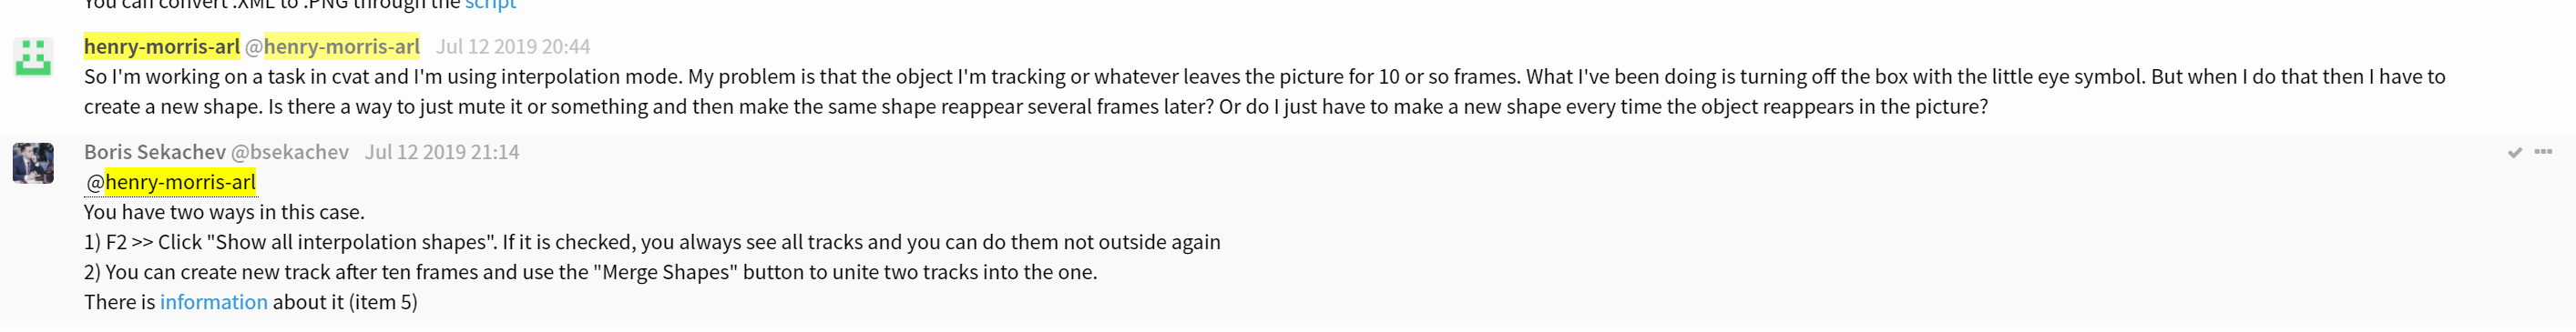 You can convert .XML to .PNG through the script
henry-morris-arl @henry-morris-arl Jul 12 2019 20:44
So I'm working on a task in cvat and I'm using interpolation mode. My problem is that the object I'm tracking or whatever leaves the picture for 10 or so frames. What I've been doing is turning off the box with the little eye symbol. But when I do that then I have to
create a new shape. Is there a way to just mute it or something and then make the same shape reappear several frames later? Or do I just have to make a new shape every time the object reappears in the picture?
Boris Sekachev @bsekachev Jul 12 2019 21:14
@henry-morris-arl
You have two ways in this case.
1) F2 >> Click "Show all interpolation shapes". If it is checked, you always see all tracks and you can do them not outside again
2) You can create new track after ten frames and use the "Merge Shapes" button to unite two tracks into the one.
There is information about it (item 5)